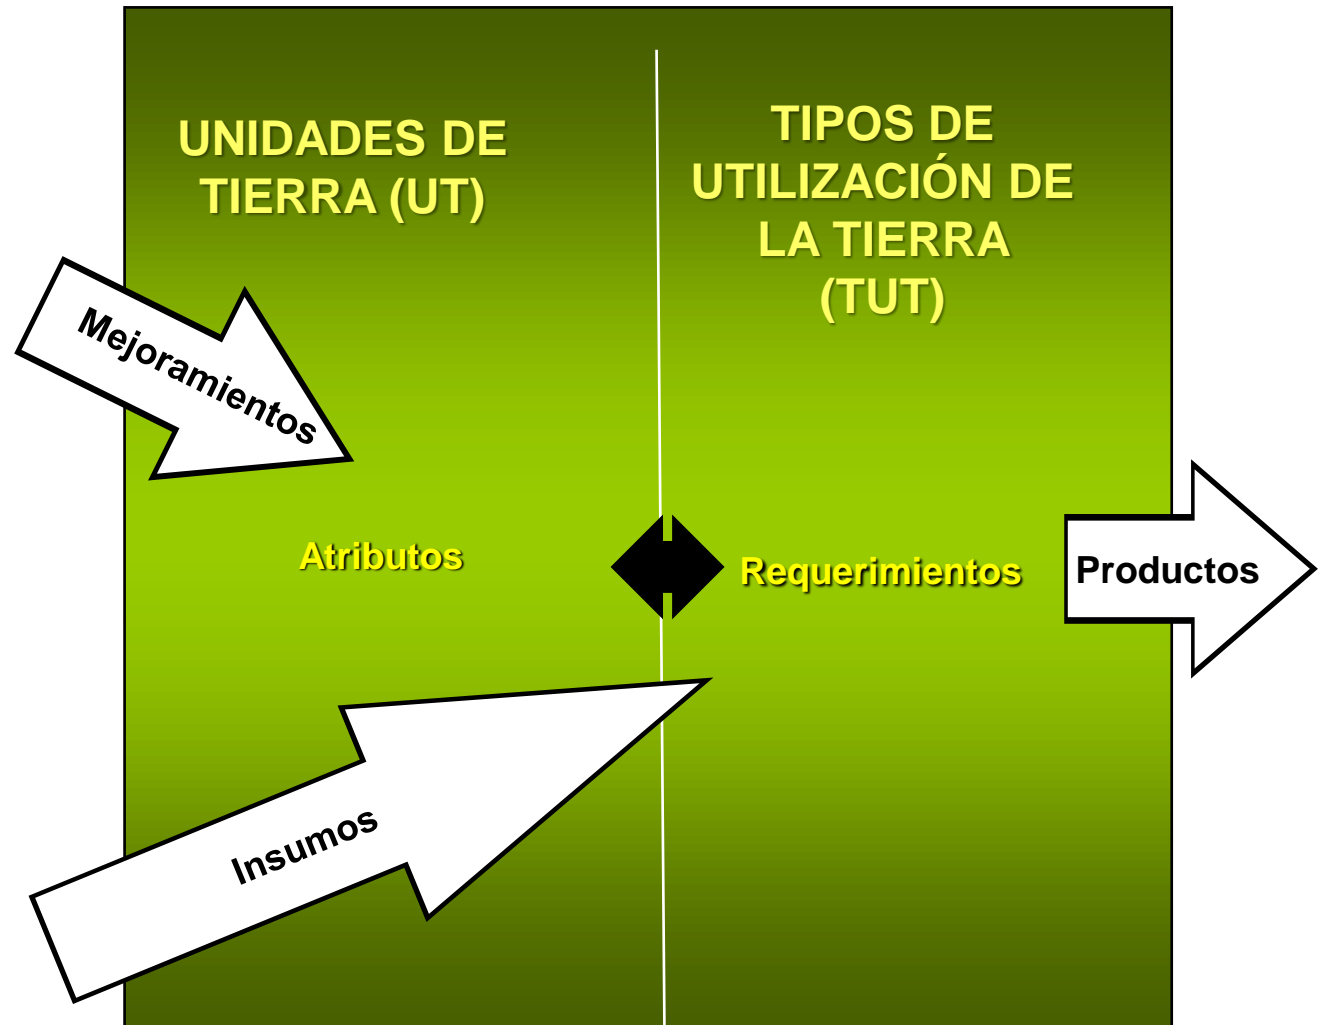 UNIDADES DE
TIERRA (UT)
TIPOS DE
UTILIZACIÓN DE
LA TIERRA
(TUT)
Mejoramientos
Atributos
Requerimientos
Productos
Insumos